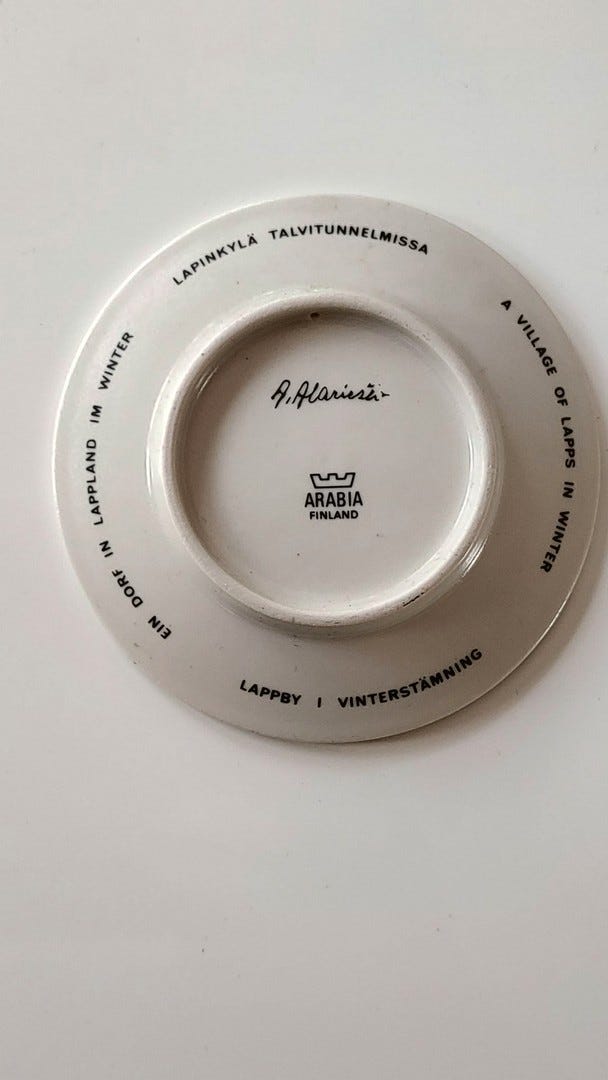 LAPINKYLÄ TALVITUNNELMISSA
A VILLAGE OF LAPPS IN WINTER
LAPPBY I VINTERSTÄMNING
EIN DORF IN LAPPLAND IM WINTER
A. Alariesto
ARABIA
FINLAND